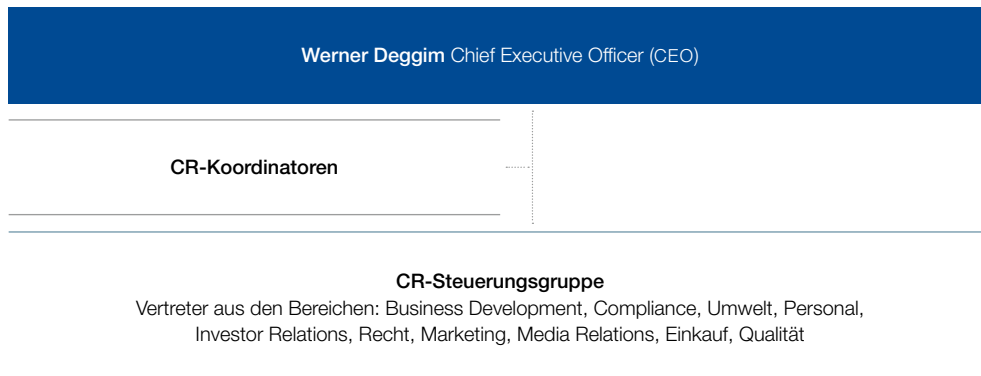 Werner Deggim Chief Executive Officer (CEO)
CR-Koordinatoren
CR-Steuerungsgruppe
Vertreter aus den Bereichen: Business Development, Compliance, Umwelt, Personal,
Investor Relations, Recht, Marketing, Media Relations, Einkauf, Qualität